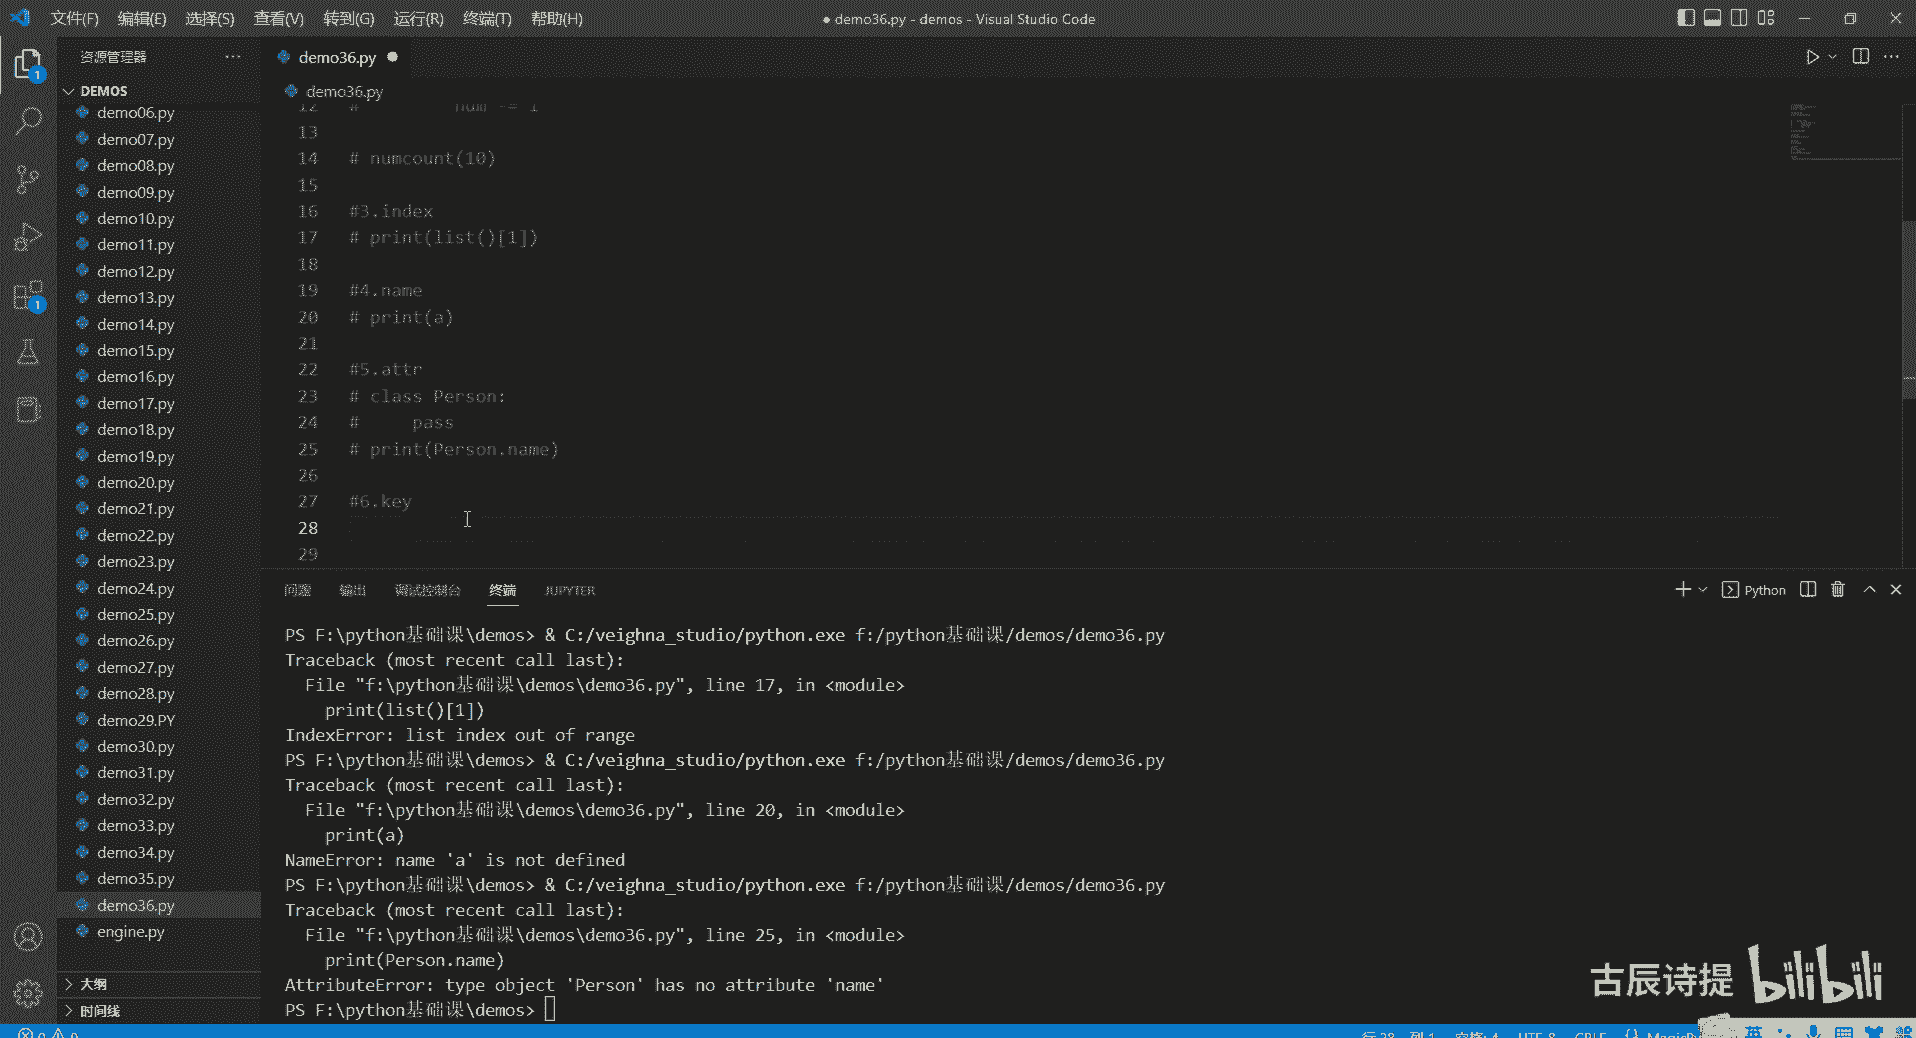 文件(F) 编辑(E) 选择(S) 查看(V) 转到(G) 运行(R) 终端(T) 帮助(H)
● demo36.py - demos - Visual Studio Code
资源管理器
demo36.py
DEMOS
demo36.py
demo06.py
demo07.py
demo08.py
demo09.py
demo10.py
demo11.py
demo12.py
demo13.py
demo14.py
demo15.py
demo16.py
demo17.py
demo18.py
demo19.py
demo20.py
demo21.py
demo22.py
demo23.py
demo24.py
demo25.py
demo26.py
demo27.py
demo28.py
demo29.PY
demo30.py
demo31.py
demo32.py
demo33.py
demo34.py
demo35.py
demo36.py
engine.py
大纲
时间线
1
1
12 # num -= 1
13
14 # numcount(10)
15
16 #3.index
17 # print(list()[1])
18
19 #4.name
20 # print(a)
21
22 #5.attr
23 # class Person:
24 #     pass
25 # print(Person.name)
26
27 #6.key
28
29
问题 输出 调试控制台 终端 JUPYTER
Python
PS F:\python基础课\demos> & C:/veighna_studio/python.exe f:/python基础课/demos/demo36.py
Traceback (most recent call last):
File "f:\python基础课\demos\demo36.py", line 17, in <module>
print(list()[1])
IndexError: list index out of range
PS F:\python基础课\demos> & C:/veighna_studio/python.exe f:/python基础课/demos/demo36.py
Traceback (most recent call last):
File "f:\python基础课\demos\demo36.py", line 20, in <module>
print(a)
NameError: name 'a' is not defined
PS F:\python基础课\demos> & C:/veighna_studio/python.exe f:/python基础课/demos/demo36.py
Traceback (most recent call last):
File "f:\python基础课\demos\demo36.py", line 25, in <module>
print(Person.name)
AttributeError: type object 'Person' has no attribute 'name'
PS F:\python基础课\demos>
古辰诗提 bilibili
行 28, 列 1 空格: 4 UTF-8 CRLF
英